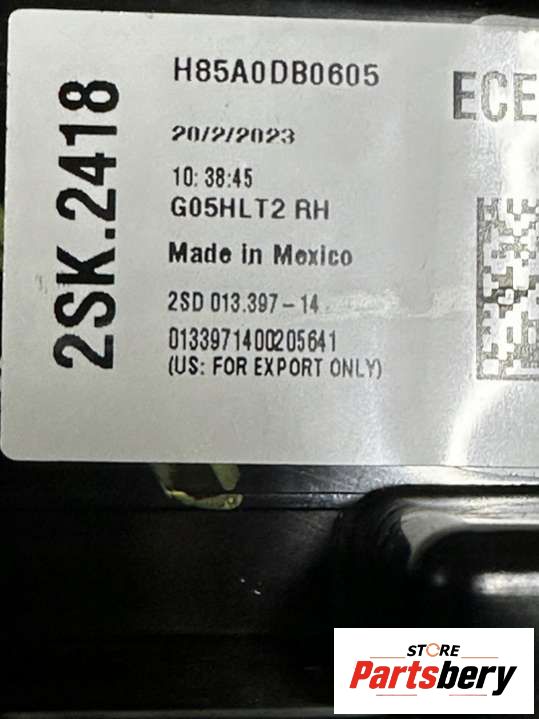 2SK.2418
H85A0DB0605
ECE
20/2/2023
10:38:45
G05HLT2 RH
Made in Mexico
2SD 013.397-14
0133971400205641
(US: FOR EXPORT ONLY)
STORE
Partsbery